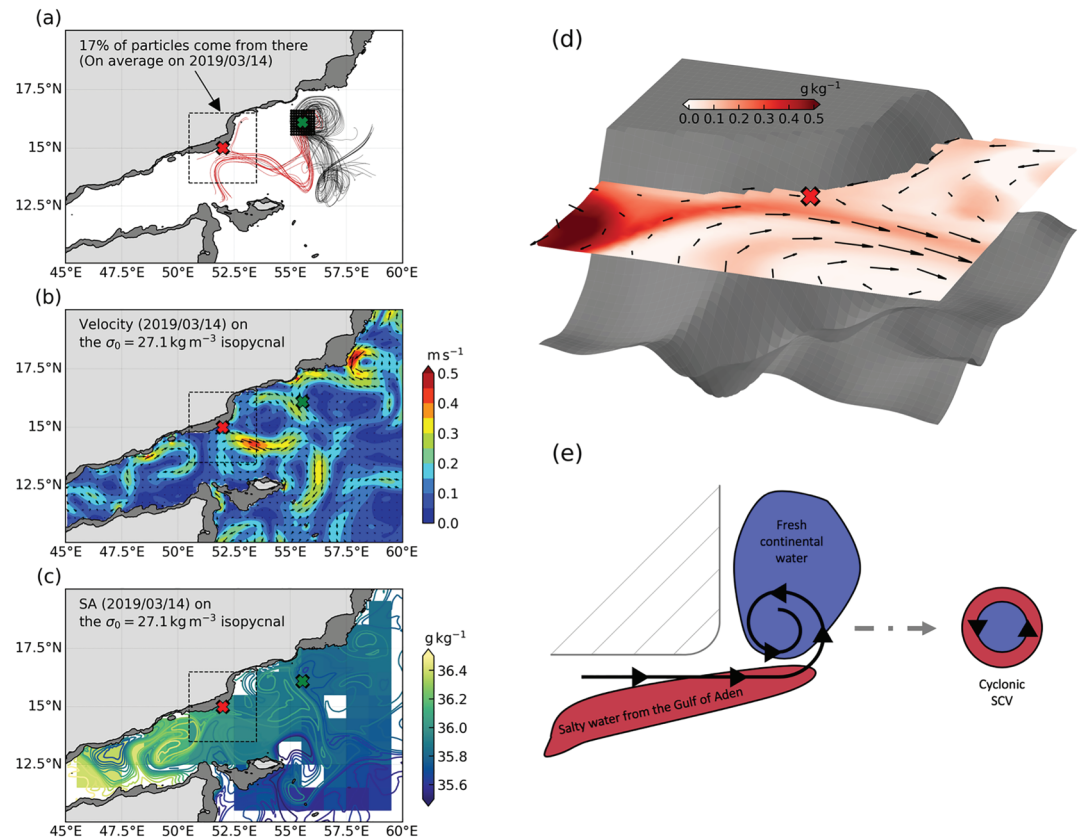 (a)
17% of particles come from there
(On average on 2019/03/14)
17.5°N
15°N
12.5°N
45°E 47.5°E 50°E 52.5°E 55°E 57.5°E 60°E
(b)
Velocity (2019/03/14) on
the σ₀ = 27.1 kg m⁻³ isopycnal
17.5°N
15°N
12.5°N
45°E 47.5°E 50°E 52.5°E 55°E 57.5°E 60°E
m s⁻¹
0.5
0.4
0.3
0.2
0.1
0.0
(c)
SA (2019/03/14) on
the σ₀ = 27.1 kg m⁻³ isopycnal
17.5°N
15°N
12.5°N
45°E 47.5°E 50°E 52.5°E 55°E 57.5°E 60°E
g kg⁻¹
36.4
36.2
36.0
35.8
35.6
(d)
g kg⁻¹
0.0 0.1 0.2 0.3 0.4 0.5
(e)
Fresh
continental
water
Salty water from the Gulf of Aden
Cyclonic
SCV